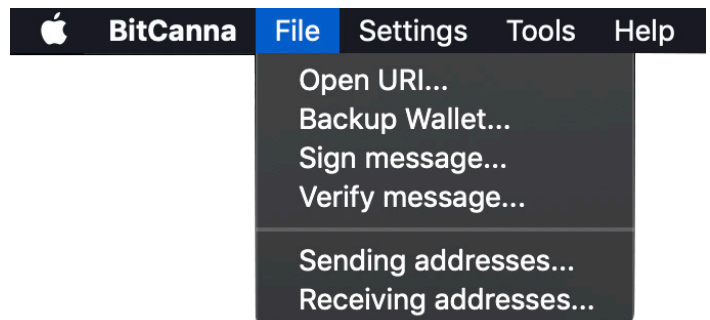 BitCanna File Settings Tools Help
Open URI...
Backup Wallet...
Sign message...
Verify message...
Sending addresses...
Receiving addresses...